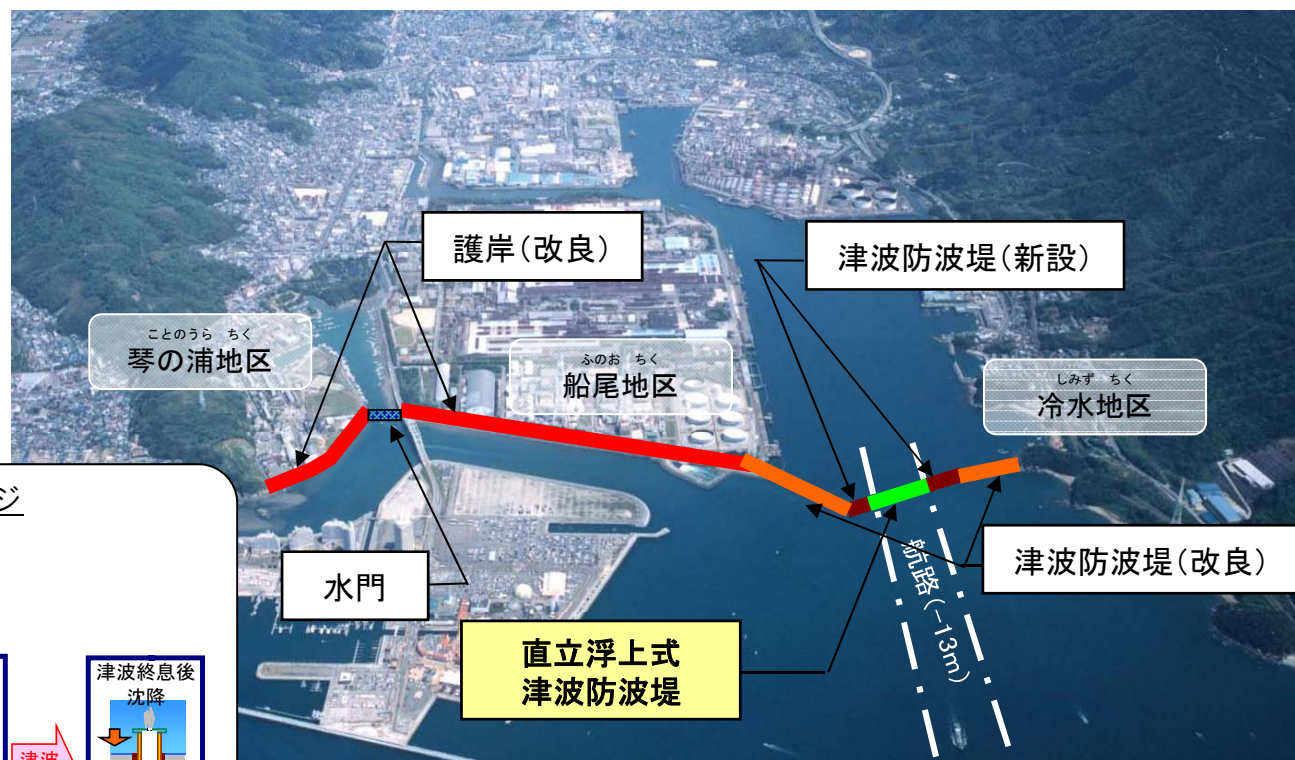 護岸（改良）
津波防波堤（新設）
ことのうら ちく
琴の浦地区
ふのお ちく
船尾地区
しみず ちく
冷水地区
ジ
水門
津波防波堤（改良）
航路（-13m）
直立浮上式
津波防波堤
津波終息後
沈降
津波